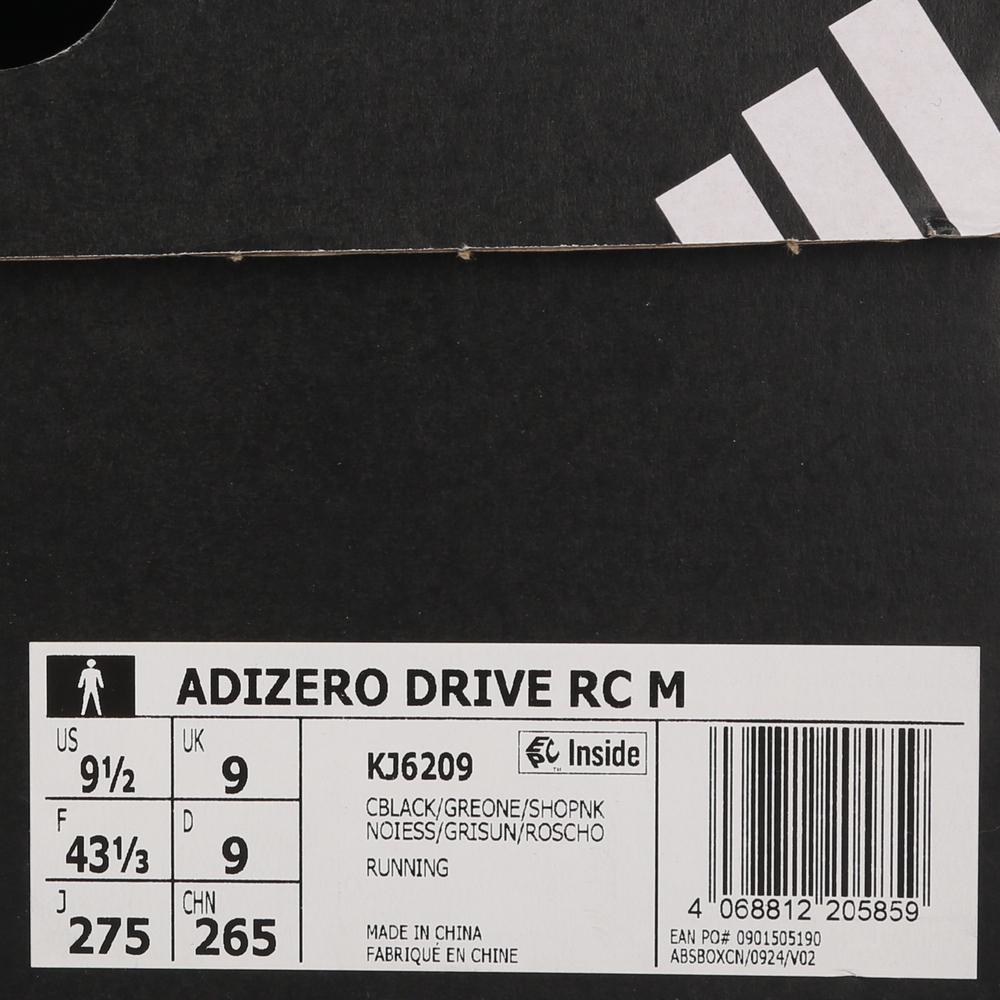 ADIZERO DRIVE RC M
US
9½
UK
9
F
43⅓
D
9
J
275
CHN
265
KJ6209
EPC Inside
™
CBLACK/GREONE/SHOPNK
NOIESS/GRISUN/ROSCHO
RUNNING
MADE IN CHINA
FABRIQUÉ EN CHINE
4 068812 205859
EAN PO# 0901505190
ABSBOXCN/0924/V02